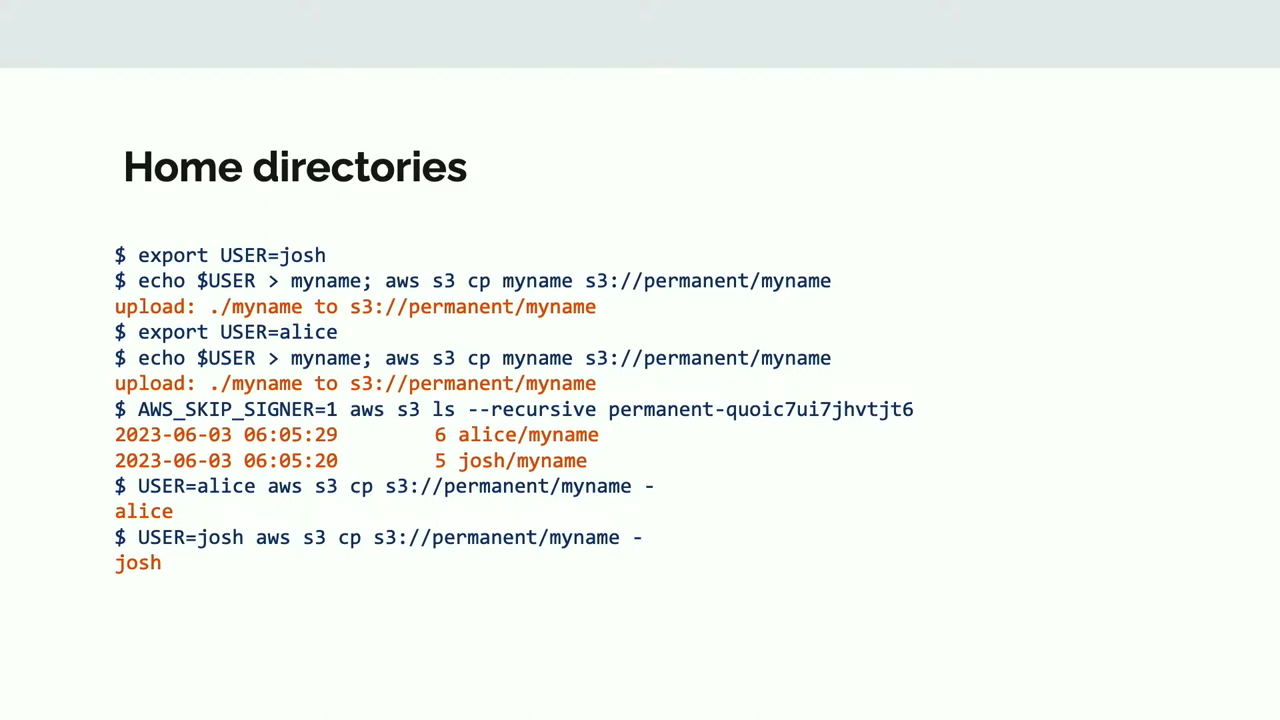 Home directories
$ export USER=josh
$ echo $USER > myname; aws s3 cp myname s3://permanent/myname
upload: ./myname to s3://permanent/myname
$ export USER=alice
$ echo $USER > myname; aws s3 cp myname s3://permanent/myname
upload: ./myname to s3://permanent/myname
$ AWS_SKIP_SIGNER=1 aws s3 ls --recursive permanent-quoic7ui7jhvtjt6
2023-06-03 06:05:29        6 alice/myname
2023-06-03 06:05:20        5 josh/myname
$ USER=alice aws s3 cp s3://permanent/myname -
alice
$ USER=josh aws s3 cp s3://permanent/myname -
josh